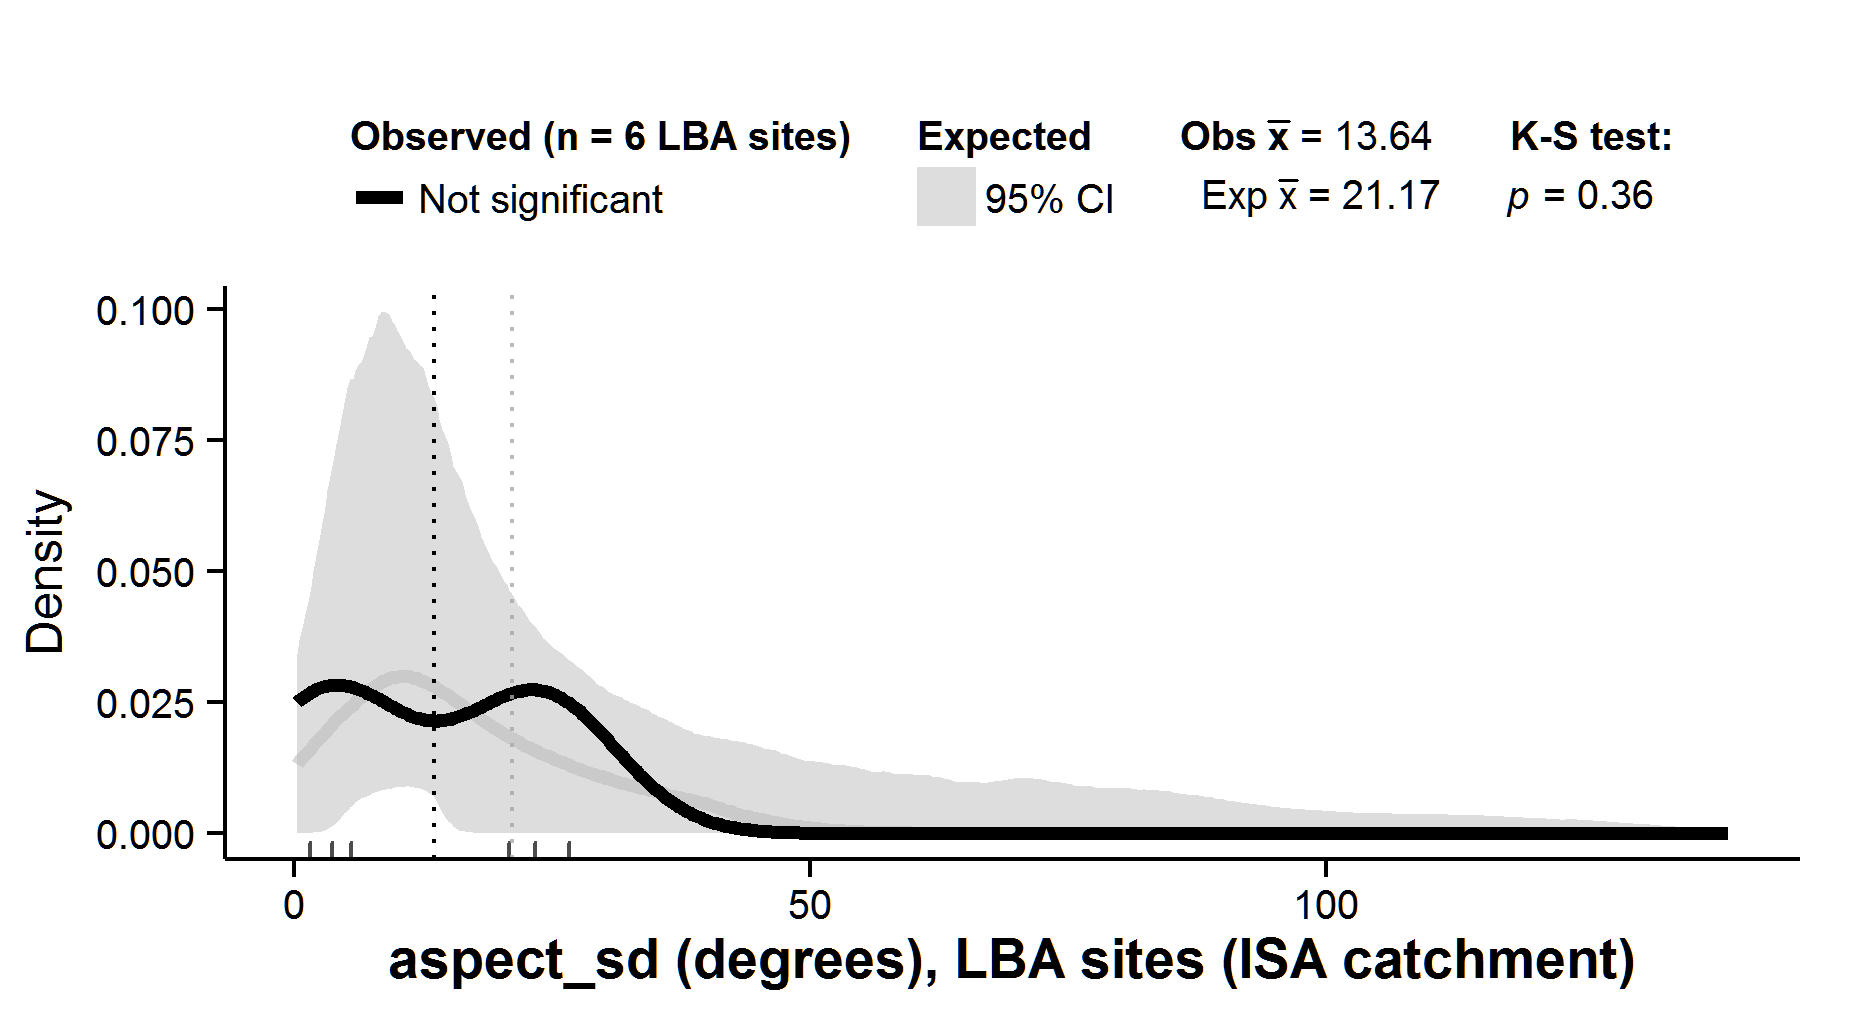 Observed (n = 6 LBA sites) Expected Obs x̅ = 13.64 K-S test:
Not significant 95% CI Exp x̅ = 21.17 p = 0.36
0.100
0.075
0.050
0.025
0.000
Density
0 50 100
aspect_sd (degrees), LBA sites (ISA catchment)